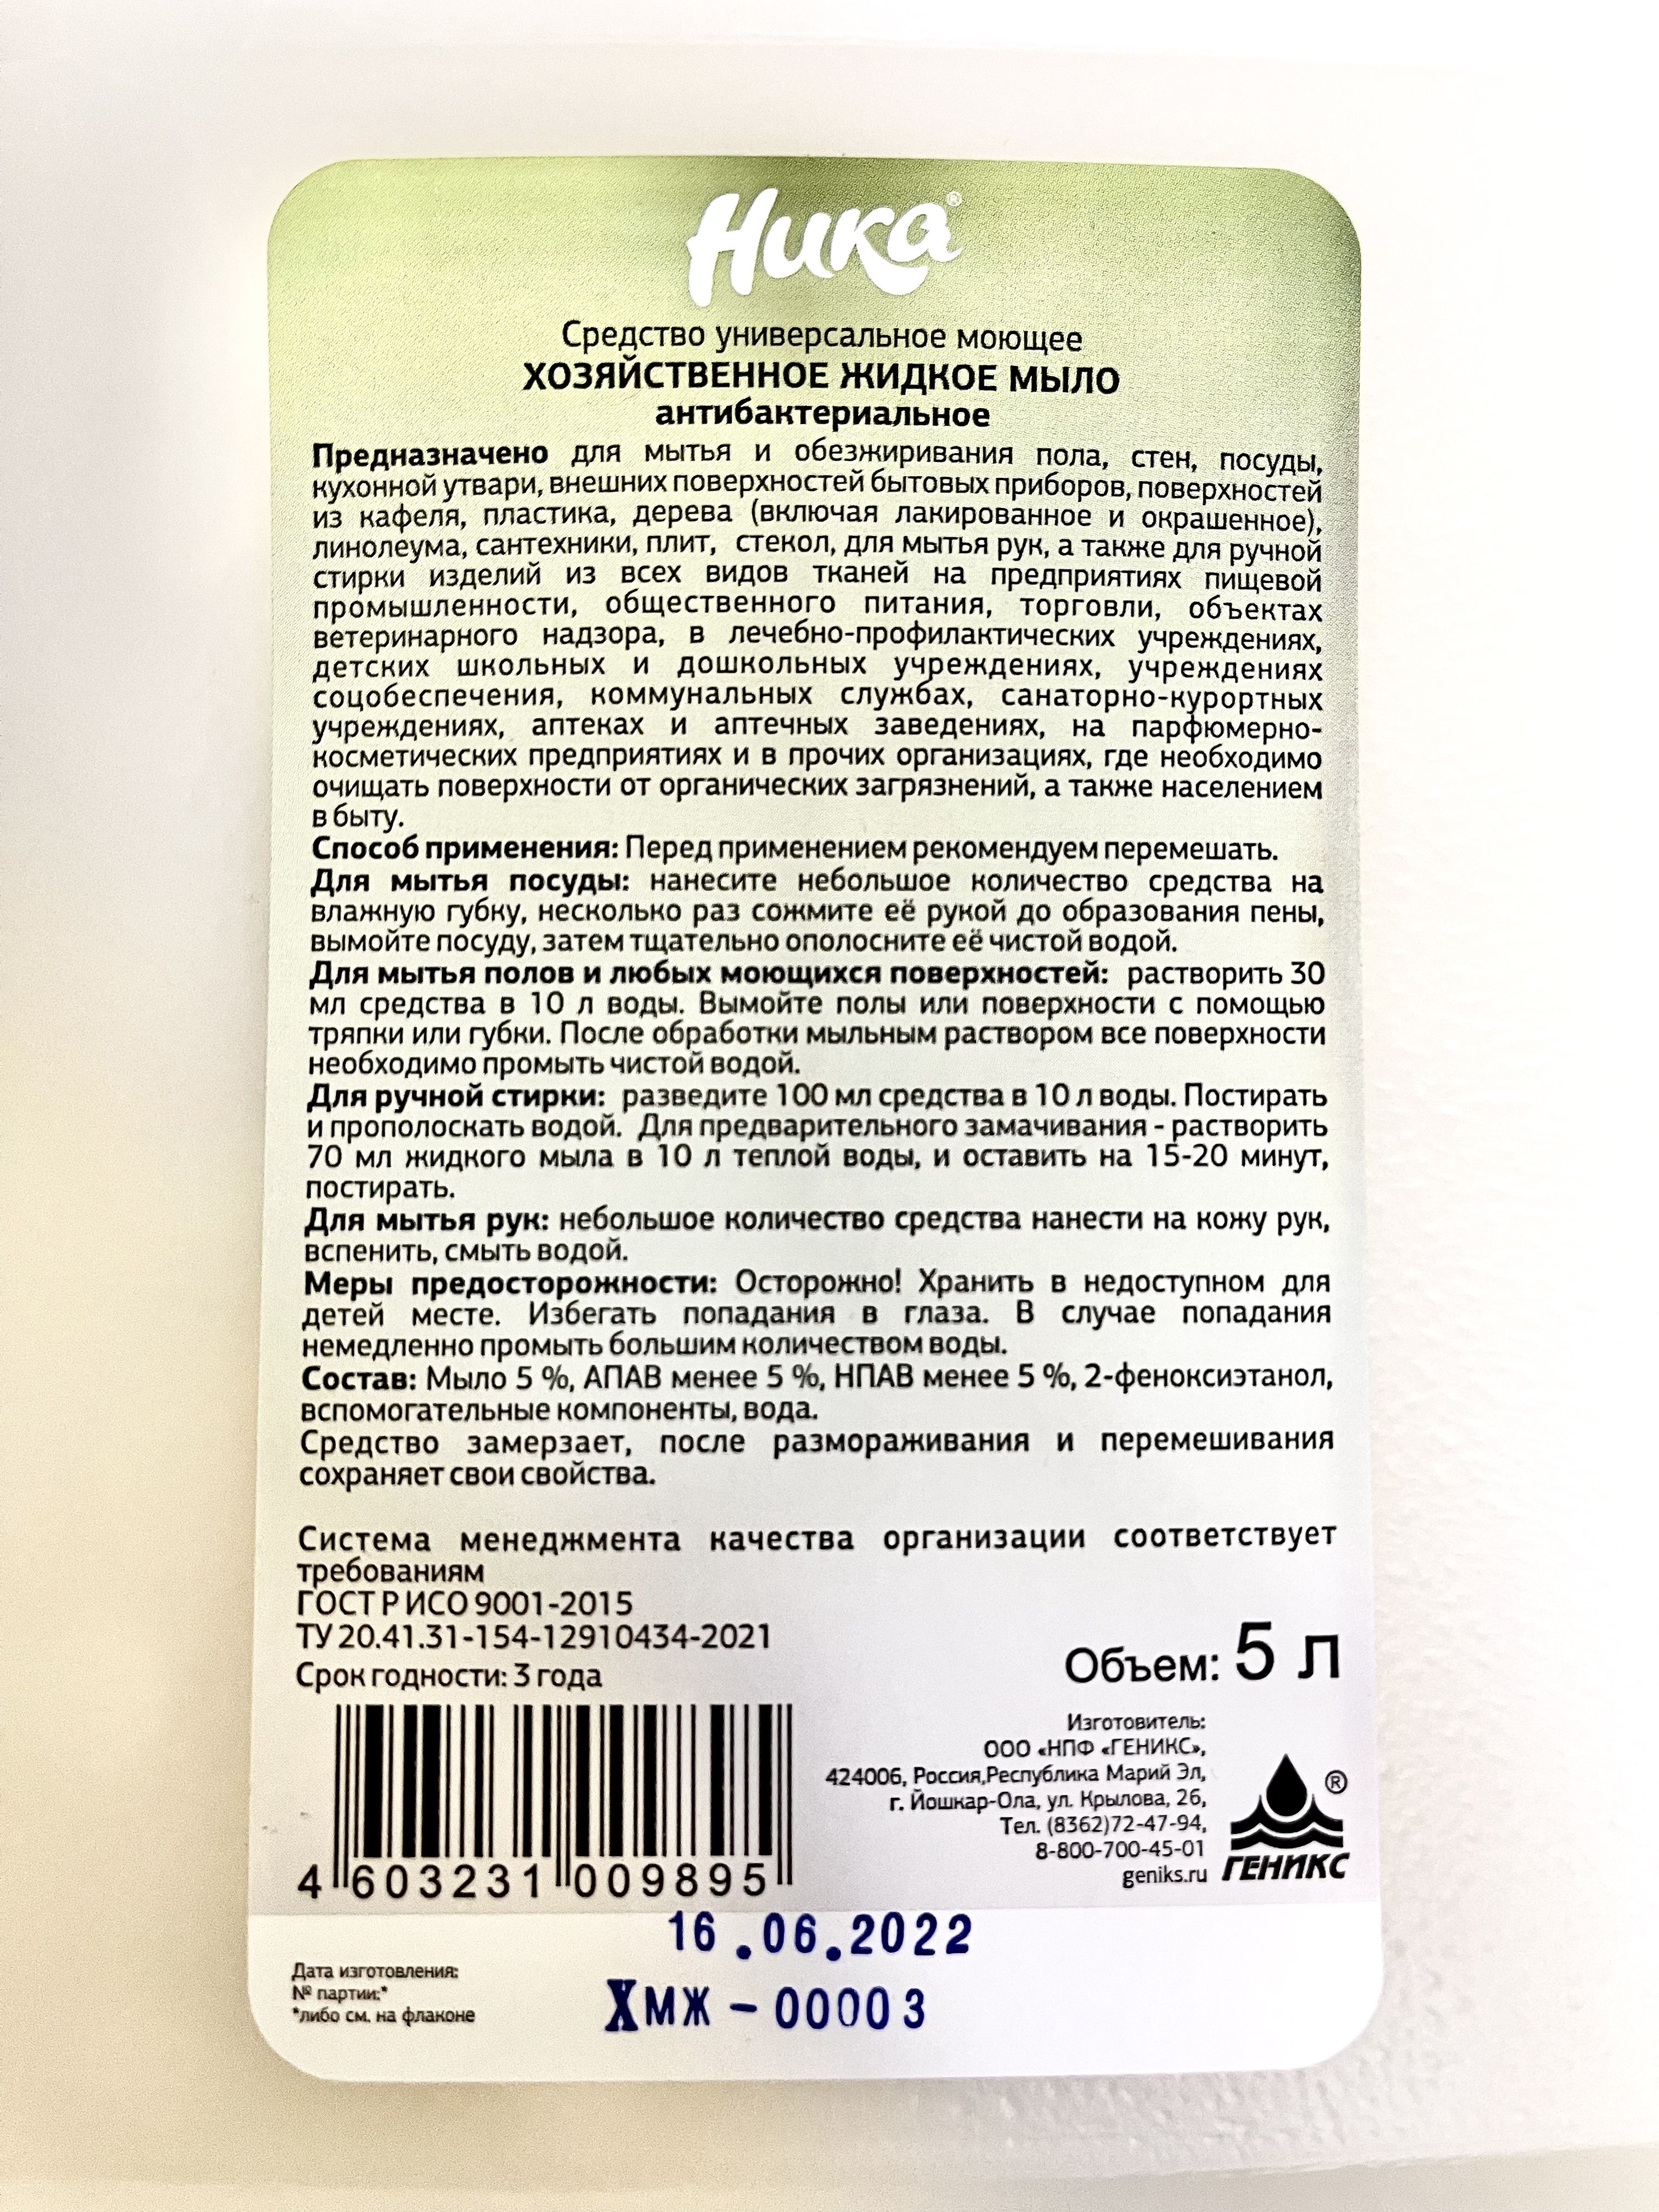 Ника®
Средство универсальное моющее
ХОЗЯЙСТВЕННОЕ ЖИДКОЕ МЫЛО
антибактериальное
Предназначено для мытья и обезжиривания пола, стен, посуды,
кухонной утвари, внешних поверхностей бытовых приборов, поверхностей
из кафеля, пластика, дерева (включая лакированное и окрашенное),
линолеума, сантехники, плит, стекол, для мытья рук, а также для ручной
стирки изделий из всех видов тканей на предприятиях пищевой
промышленности, общественного питания, торговли, объектах
ветеринарного надзора, в лечебно-профилактических учреждениях,
детских школьных и дошкольных учреждениях, учреждениях
соцобеспечения, коммунальных службах, санаторно-курортных
учреждениях, аптеках и аптечных заведениях, на парфюмерно-
косметических предприятиях и в прочих организациях, где необходимо
очищать поверхности от органических загрязнений, а также населением
в быту.
Способ применения: Перед применением рекомендуем перемешать.
Для мытья посуды: нанесите небольшое количество средства на
влажную губку, несколько раз сожмите её рукой до образования пены,
вымойте посуду, затем тщательно ополосните её чистой водой.
Для мытья полов и любых моющихся поверхностей: растворить 30
мл средства в 10 л воды. Вымойте полы или поверхности с помощью
тряпки или губки. После обработки мыльным раствором все поверхности
необходимо промыть чистой водой.
Для ручной стирки: разведите 100 мл средства в 10 л воды. Постирать
и прополоскать водой. Для предварительного замачивания - растворить
70 мл жидкого мыла в 10 л теплой воды, и оставить на 15-20 минут,
постирать.
Для мытья рук: небольшое количество средства нанести на кожу рук,
вспенить, смыть водой.
Меры предосторожности: Осторожно! Хранить в недоступном для
детей месте. Избегать попадания в глаза. В случае попадания
немедленно промыть большим количеством воды.
Состав: Мыло 5 %, АПАВ менее 5 %, НПАВ менее 5 %, 2-феноксиэтанол,
вспомогательные компоненты, вода.
Средство замерзает, после размораживания и перемешивания
сохраняет свои свойства.
Система менеджмента качества организации соответствует
требованиям
ГОСТ Р ИСО 9001-2015
ТУ 20.41.31-154-12910434-2021
Срок годности: 3 года
Объем: 5 л
4 603231 009895
Изготовитель:
ООО «НПФ «ГЕНИКС»,
424006, Россия,Республика Марий Эл,
г. Йошкар-Ола, ул. Крылова, 26,
Тел. (8362)72-47-94,
8-800-700-45-01
geniks.ru
®
ГЕНИКС
16.06.2022
Дата изготовления:
№ партии:*
*либо см. на флаконе
ХМЖ - 00003